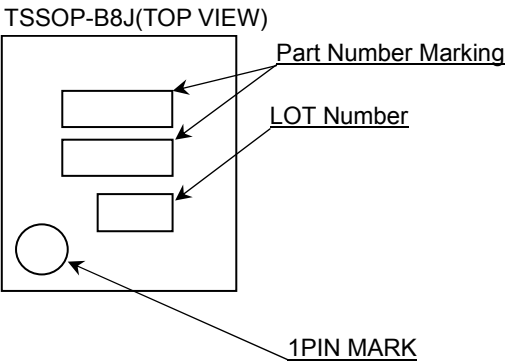 TSSOP-B8J(TOP VIEW)
Part Number Marking
LOT Number
1PIN MARK